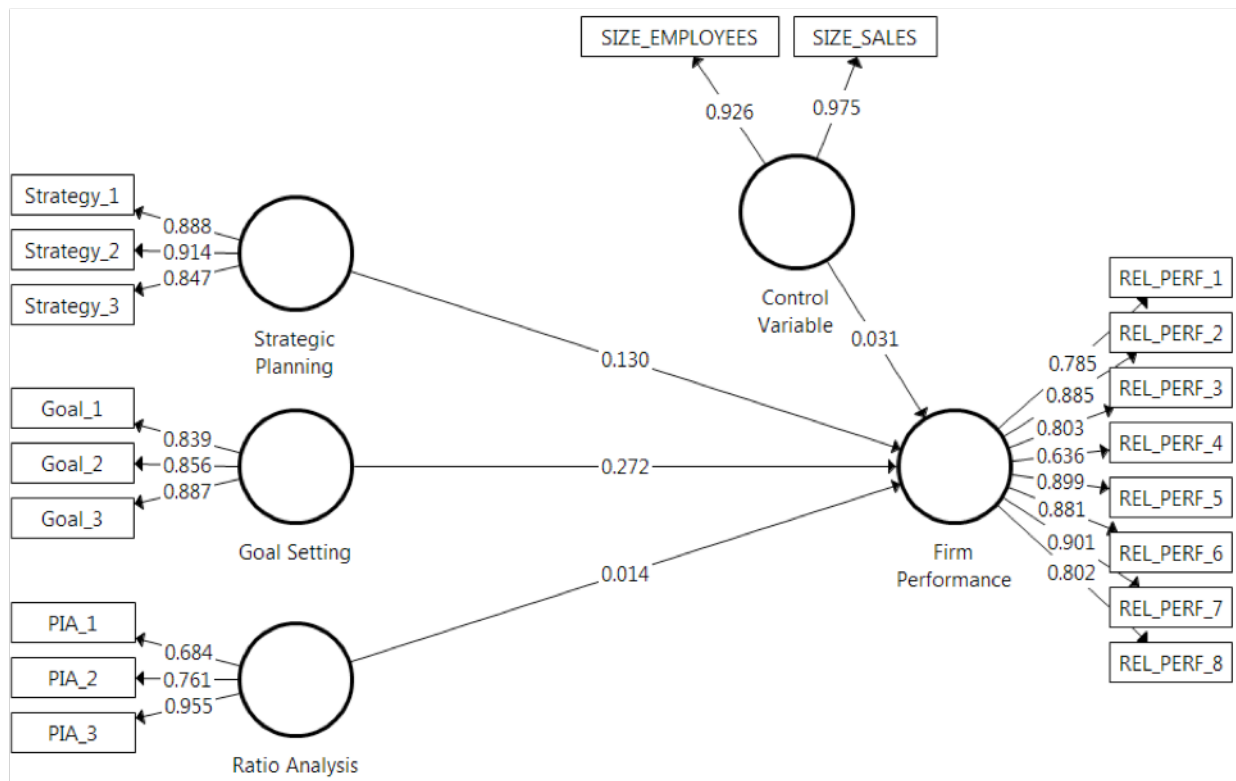 SIZE_EMPLOYEES
SIZE_SALES
0.926
0.975
Control
Variable
0.031
Strategy_1
Strategy_2
Strategy_3
0.888
0.914
0.847
Strategic
Planning
0.130
Goal_1
Goal_2
Goal_3
0.839
0.856
0.887
Goal Setting
0.272
PIA_1
PIA_2
PIA_3
0.684
0.761
0.955
Ratio Analysis
0.014
Firm
Performance
0.785
0.885
0.803
0.636
0.899
0.881
0.901
0.802
REL_PERF_1
REL_PERF_2
REL_PERF_3
REL_PERF_4
REL_PERF_5
REL_PERF_6
REL_PERF_7
REL_PERF_8